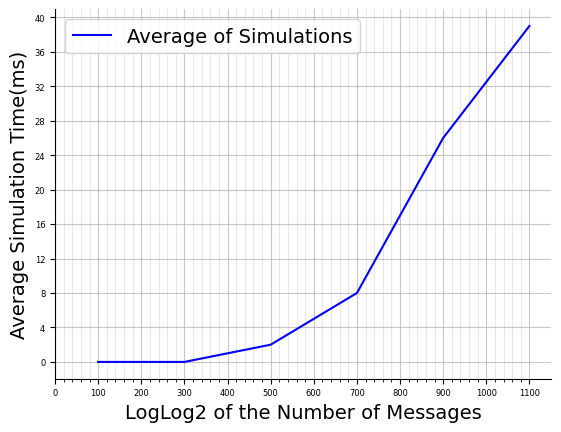 Average of Simulations
Average Simulation Time(ms)
40
36
32
28
24
20
16
12
8
4
0
0 100 200 300 400 500 600 700 800 900 1000 1100
LogLog2 of the Number of Messages